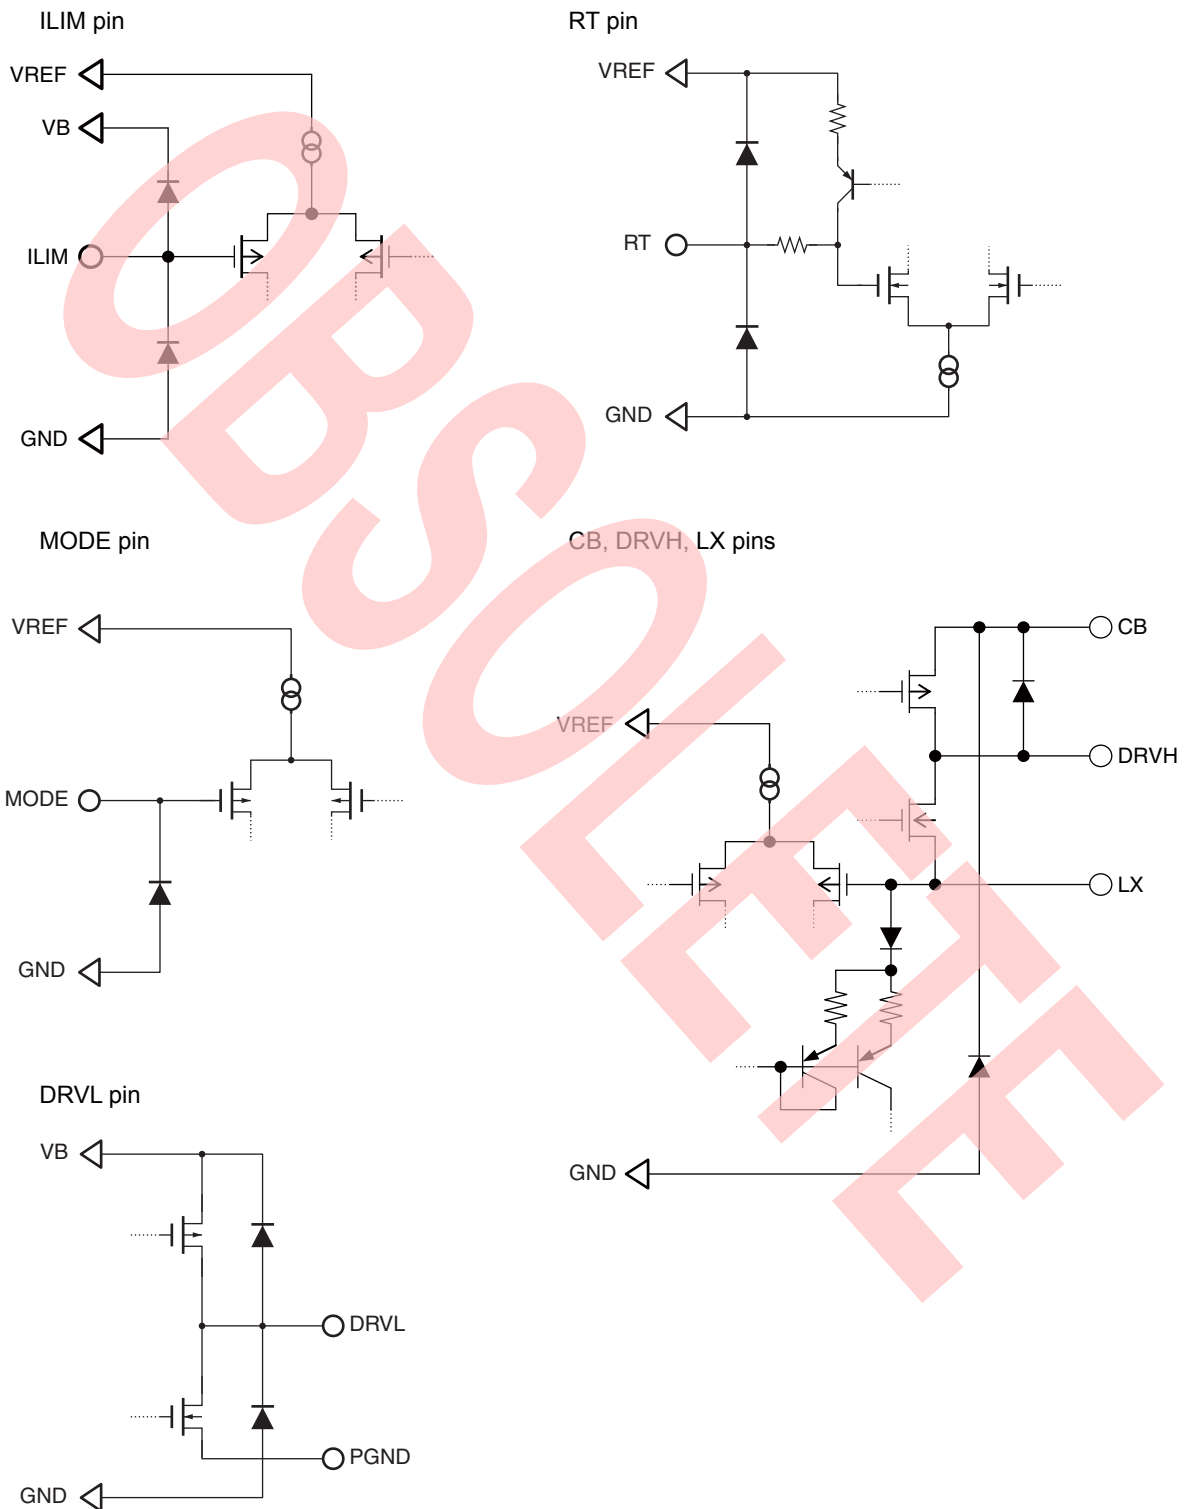 ILIM pin
VREF
VB
ILIM
GND
RT pin
VREF
RT
GND
MODE pin
VREF
MODE
GND
CB, DRVH, LX pins
CB
VREF
DRVH
LX
GND
DRVL pin
VB
DRVL
PGND
GND
OBSOLETE